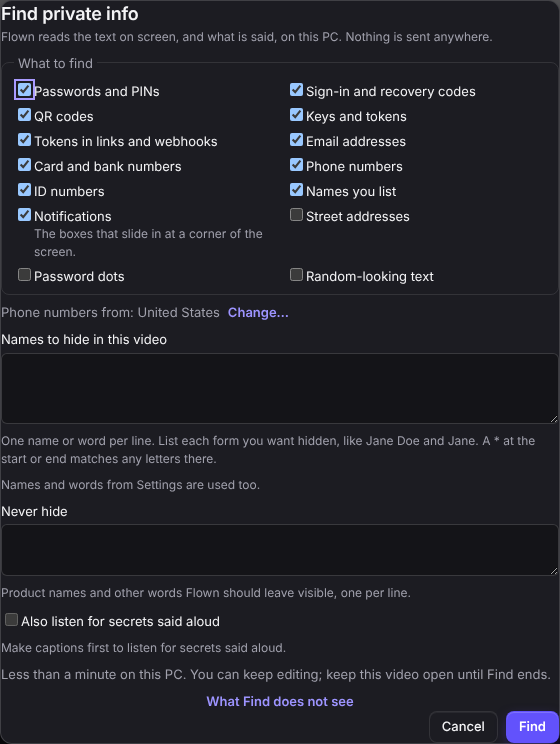 Find private info
Flown reads the text on screen, and what is said, on this PC. Nothing is sent anywhere.
What to find
Passwords and PINs
Sign-in and recovery codes
QR codes
Keys and tokens
Tokens in links and webhooks
Email addresses
Card and bank numbers
Phone numbers
ID numbers
Names you list
Notifications
Street addresses
The boxes that slide in at a corner of the
screen.
Password dots
Random-looking text
Phone numbers from: United States Change...
Names to hide in this video
One name or word per line. List each form you want hidden, like Jane Doe and Jane. A * at the
start or end matches any letters there.
Names and words from Settings are used too.
Never hide
Product names and other words Flown should leave visible, one per line.
Also listen for secrets said aloud
Make captions first to listen for secrets said aloud.
Less than a minute on this PC. You can keep editing; keep this video open until Find ends.
What Find does not see
Cancel
Find